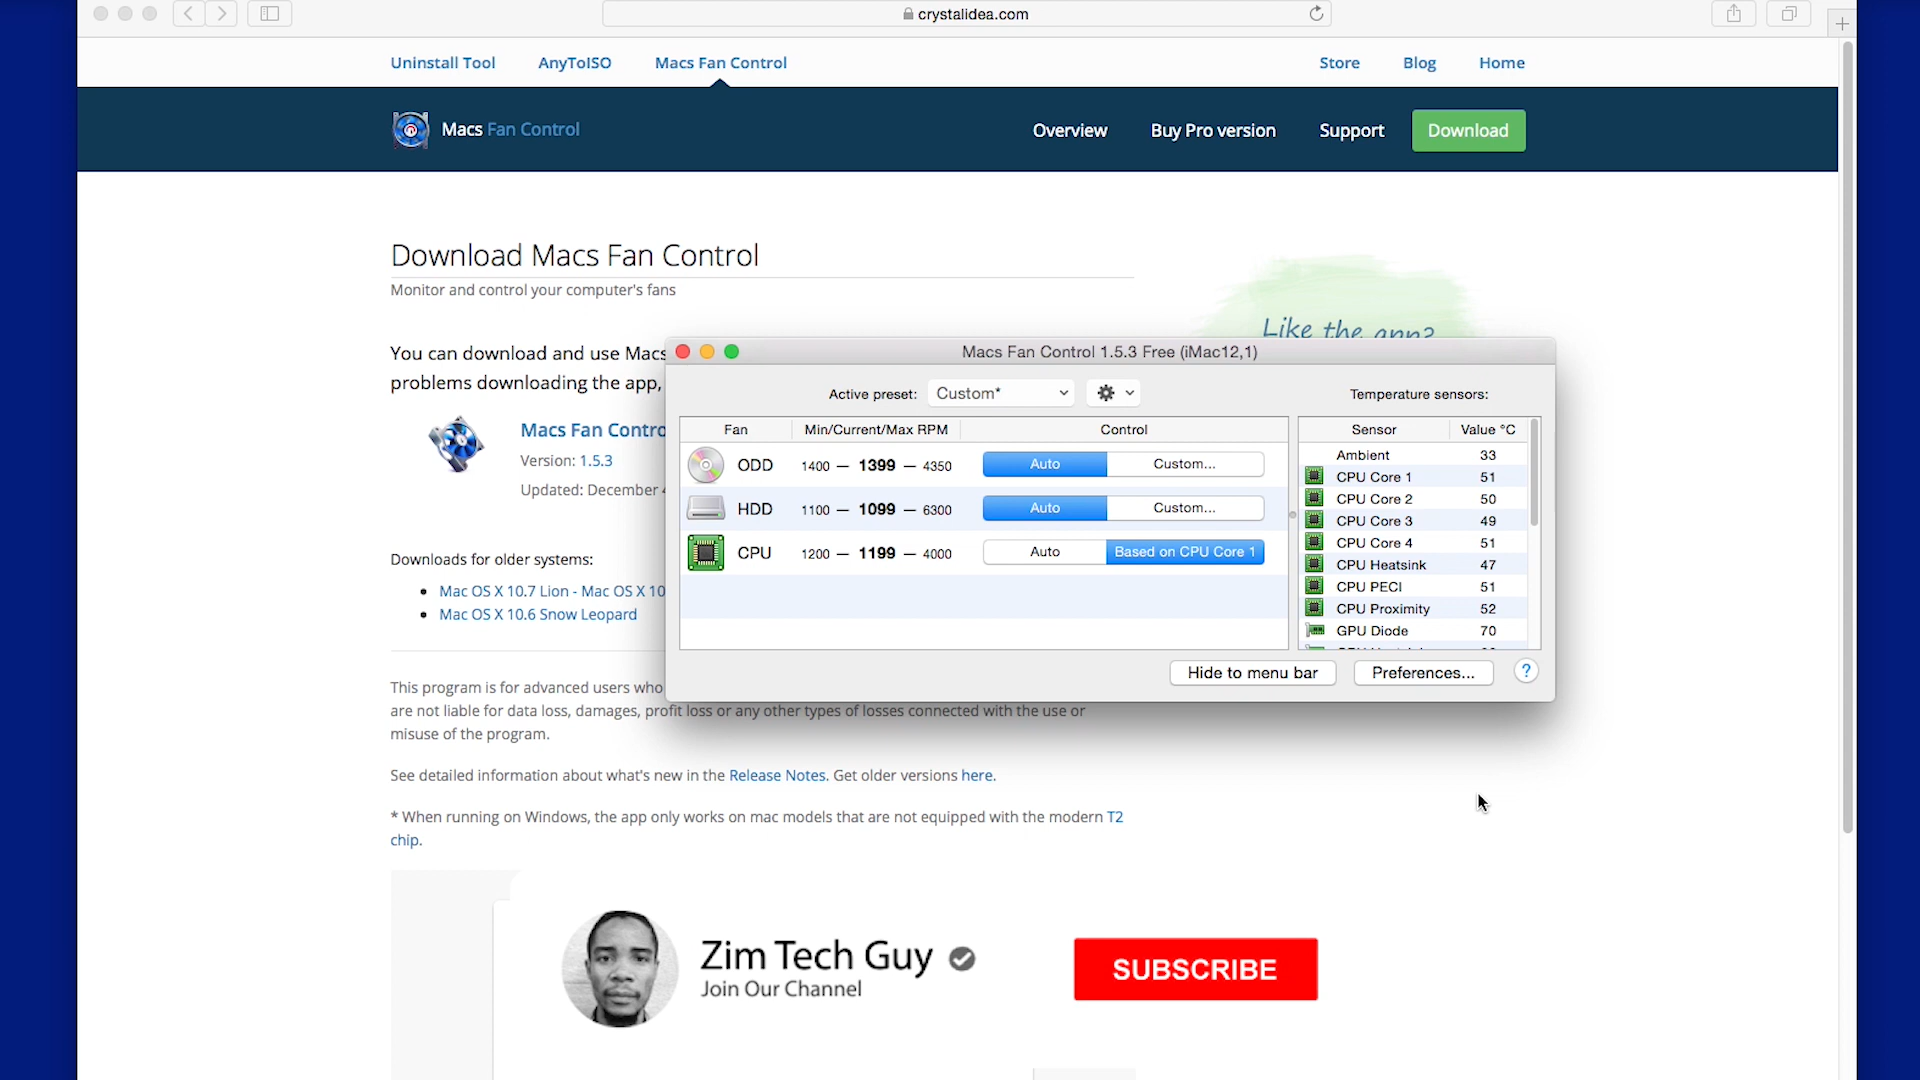 crystalidea.com
Uninstall Tool AnyToISO Macs Fan Control Store Blog Home
Macs Fan Control Overview Buy Pro version Support Download
Download Macs Fan Control
Monitor and control your computer's fans
Like the app?
You can download and use Macs
problems downloading the app,
Macs Fan Contro
Version: 1.5.3
Updated: December
Downloads for older systems:
Mac OS X 10.7 Lion - Mac OS X 10
Mac OS X 10.6 Snow Leopard
Macs Fan Control 1.5.3 Free (iMac12,1)
Active preset: Custom* Temperature sensors:
Fan Min/Current/Max RPM Control
ODD 1400 — 1399 — 4350 Auto Custom...
HDD 1100 — 1099 — 6300 Auto Custom...
CPU 1200 — 1199 — 4000 Auto Based on CPU Core 1
Sensor Value °C
Ambient 33
CPU Core 1 51
CPU Core 2 50
CPU Core 3 49
CPU Core 4 51
CPU Heatsink 47
CPU PECI 51
CPU Proximity 52
GPU Diode 70
Hide to menu bar Preferences... ?
This program is for advanced users who
are not liable for data loss, damages, profit loss or any other types of losses connected with the use or
misuse of the program.
See detailed information about what's new in the Release Notes. Get older versions here.
* When running on Windows, the app only works on mac models that are not equipped with the modern T2
chip.
Zim Tech Guy
Join Our Channel
SUBSCRIBE